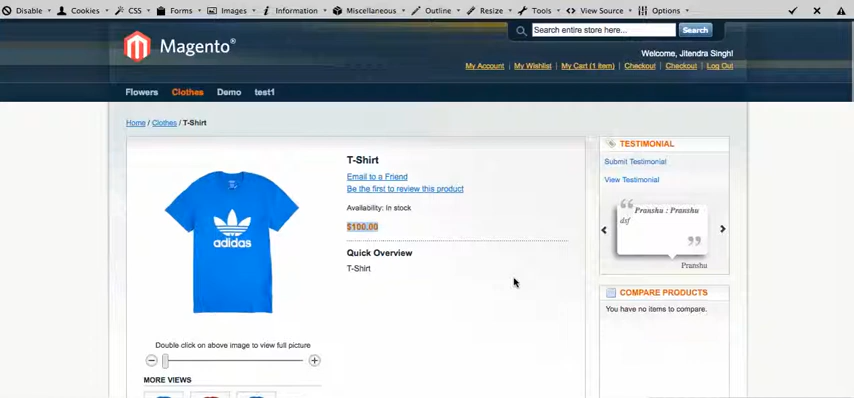 Disable Cookies CSS Forms Images Information Miscellaneous Outline Resize Tools View Source Options
Magento®
Search entire store here... Search
Welcome, Jitendra Singh!
My Account My Wishlist My Cart (1 item) Checkout Checkout Log Out
Flowers Clothes Demo test1
Home / Clothes / T-Shirt
adidas
T-Shirt
Email to a Friend
Be the first to review this product
Availability: In stock
$100.00
Quick Overview
T-Shirt
Double click on above image to view full picture
MORE VIEWS
TESTIMONIAL
Submit Testimonial
View Testimonial
Pranshu : Pranshu
dsf
Pranshu
COMPARE PRODUCTS
You have no items to compare.